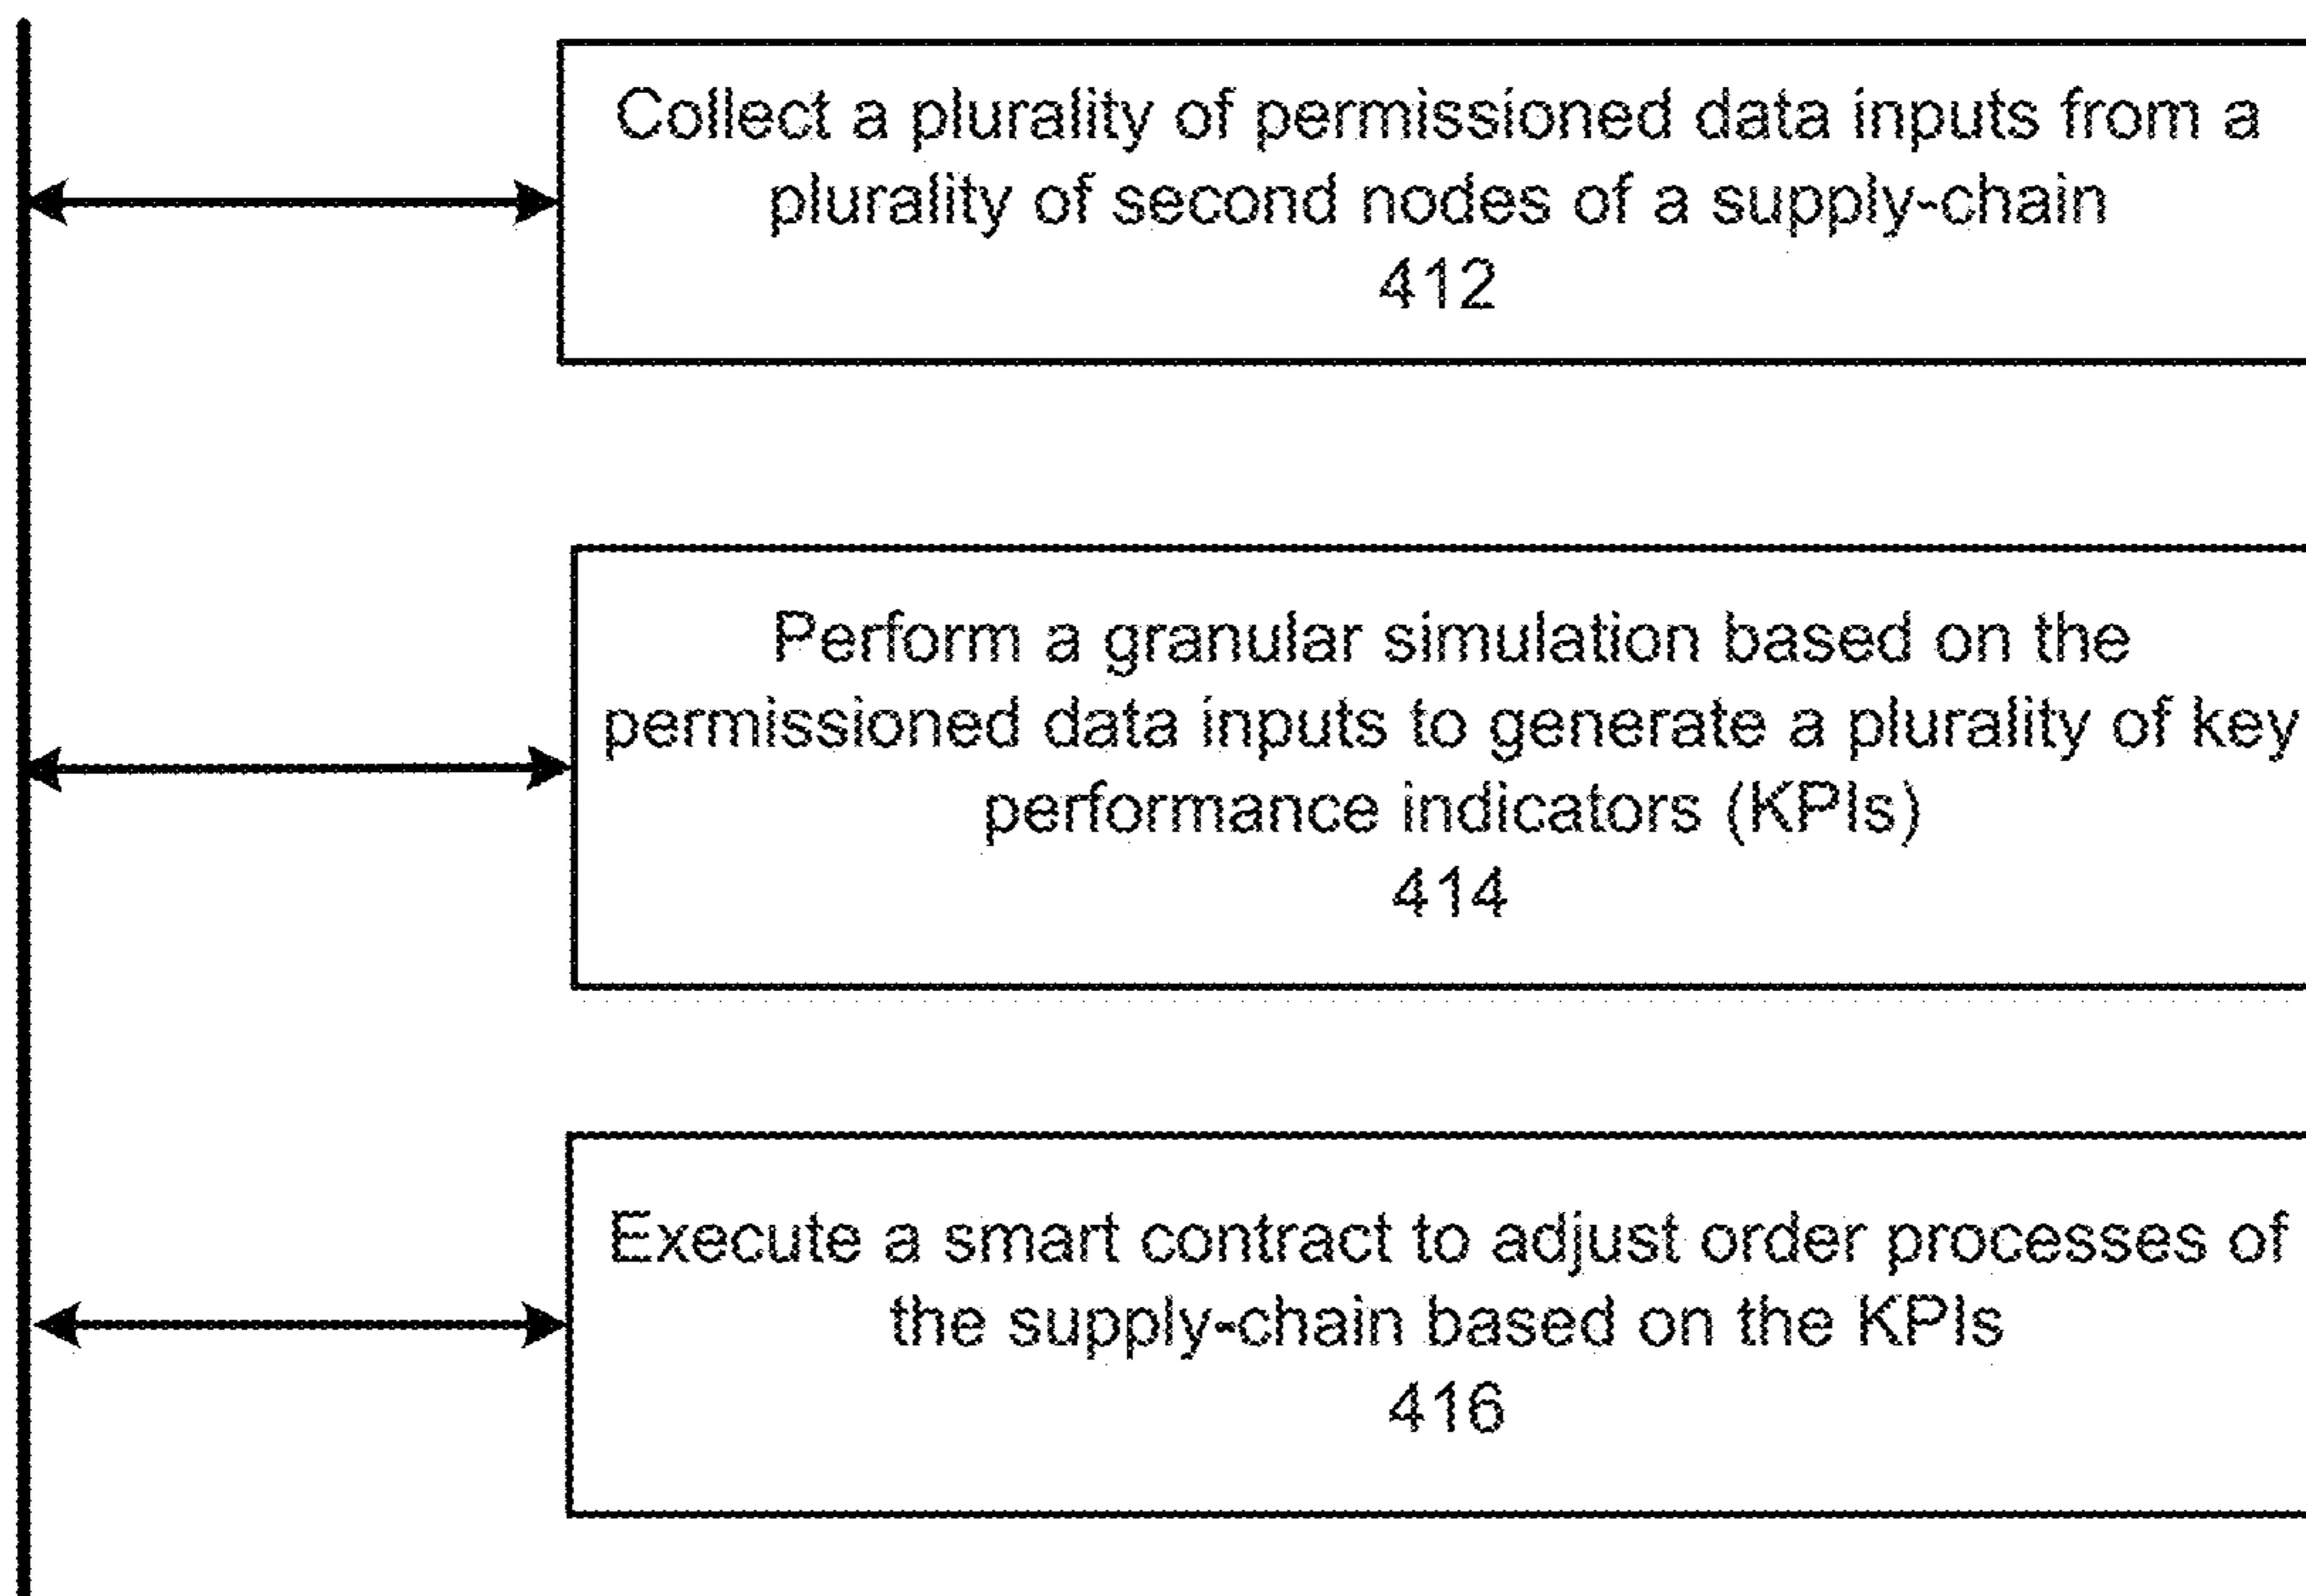 Collect a plurality of permissioned data inputs from a
plurality of second nodes of a supply-chain
412
Perform a granular simulation based on the
permissioned data inputs to generate a plurality of key
performance indicators (KPIs)
414
Execute a smart contract to adjust order processes of
the supply-chain based on the KPIs
416